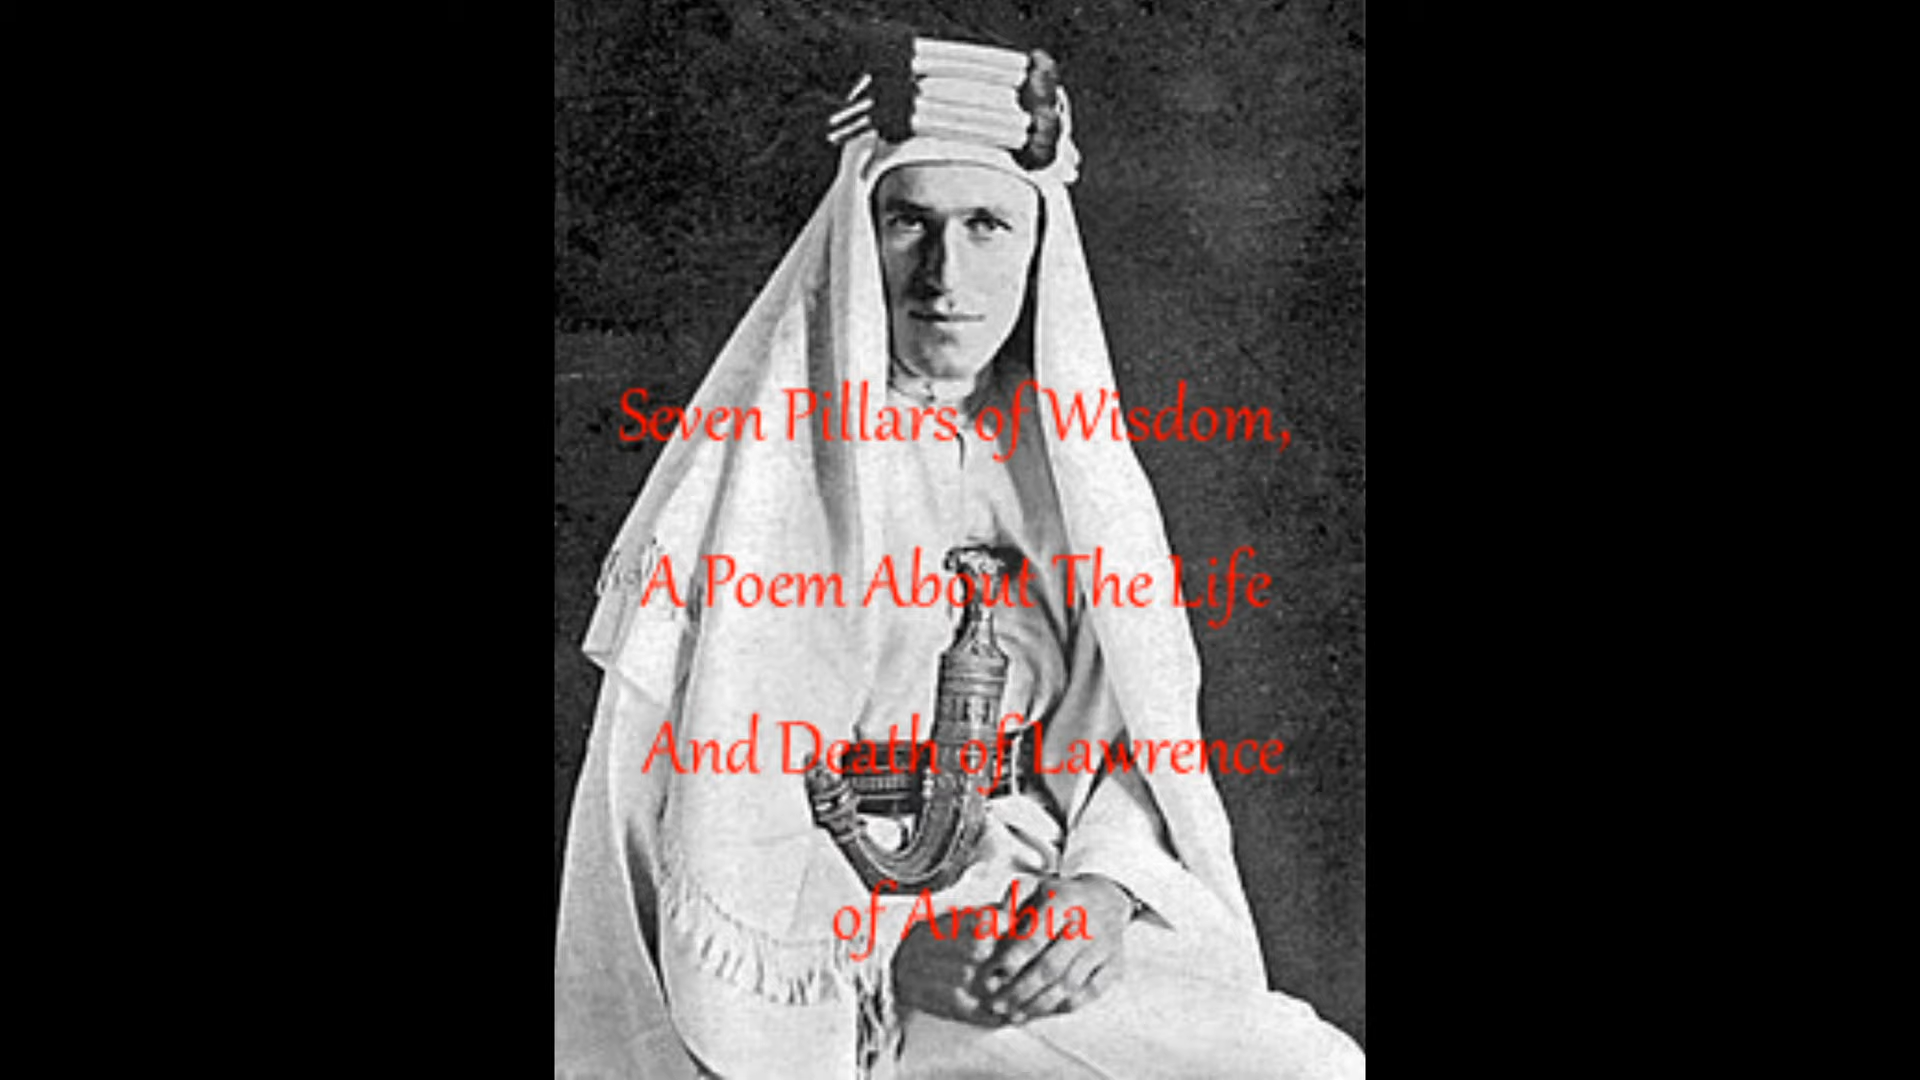 Seven Pillars of Wisdom,
A Poem About The Life
And Death of Lawrence
of Arabia